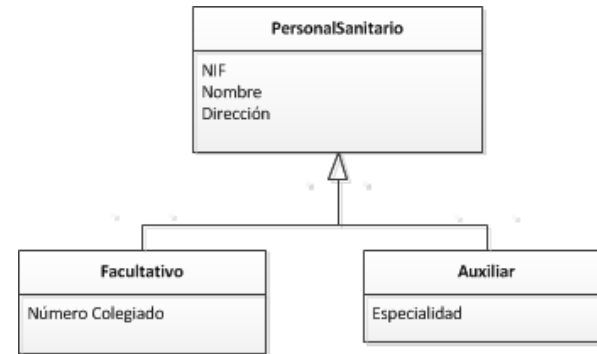 PersonalSanitario
NIF
Nombre
Dirección
Facultativo
Número Colegiado
Auxiliar
Especialidad